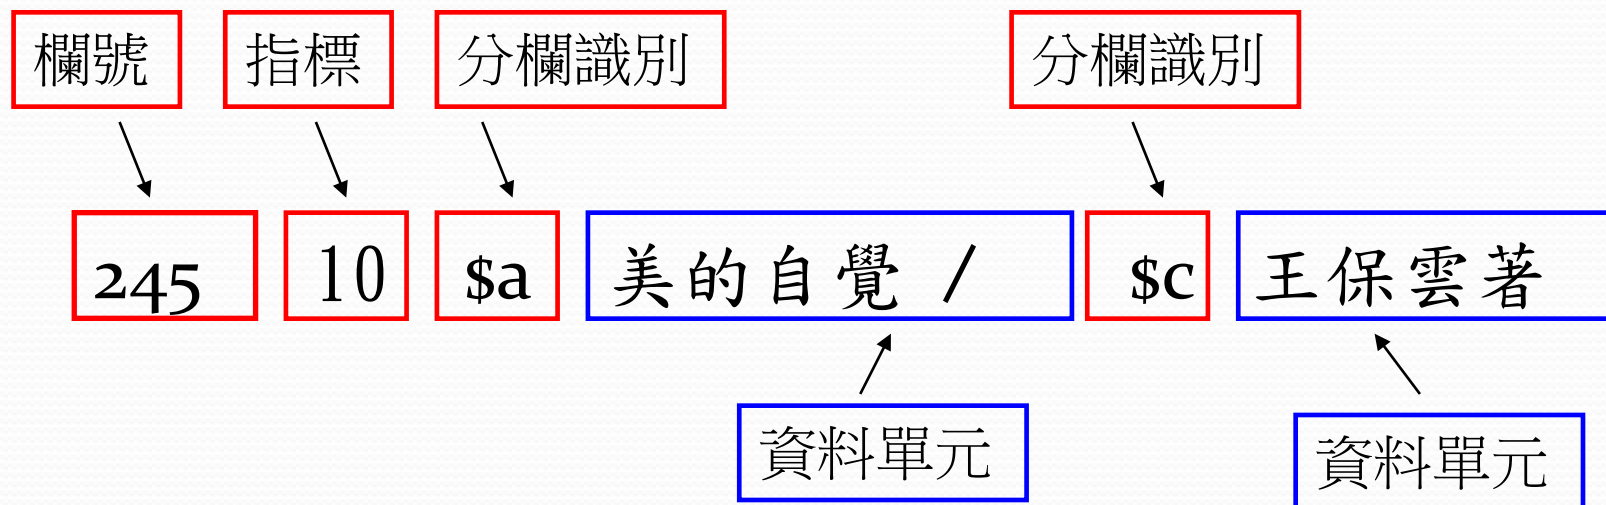 欄號 指標 分欄識別 分欄識別
245 10 $a 美的自覺 / $c 王保雲著
資料單元 資料單元